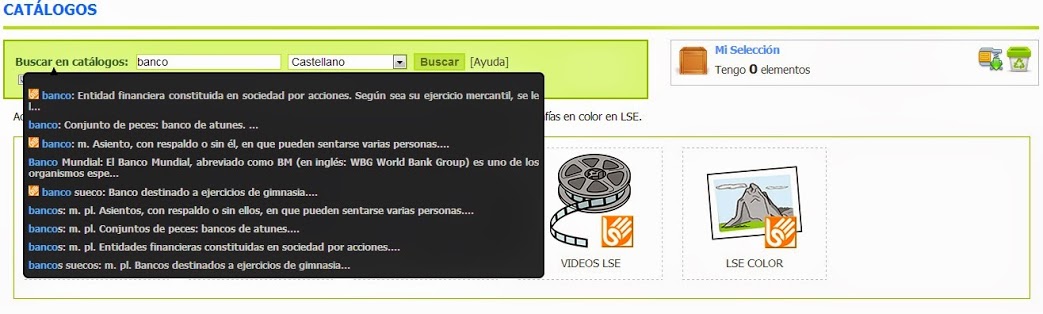 CATÁLOGOS
Buscar en catálogos: banco Castellano Buscar [Ayuda]
Mi Selección
Tengo 0 elementos
banco: Entidad financiera constituida en sociedad por acciones. Según sea su ejercicio mercantil, se le
l...
banco: Conjunto de peces: banco de atunes. ...
banco: m. Asiento, con respaldo o sin él, en que pueden sentarse varias personas....
Banco Mundial: El Banco Mundial, abreviado como BM (en inglés: WBG World Bank Group) es uno de los
organismos espe...
banco sueco: Banco destinado a ejercicios de gimnasia....
bancos: m. pl. Asientos, con respaldo o sin ellos, en que pueden sentarse varias personas....
bancos: m. pl. Conjuntos de peces: bancos de atunes....
bancos: m. pl. Entidades financieras constituidas en sociedad por acciones....
bancos suecos: m. pl. Bancos destinados a ejercicios de gimnasia...
en color en LSE.
VIDEOS LSE
LSE COLOR